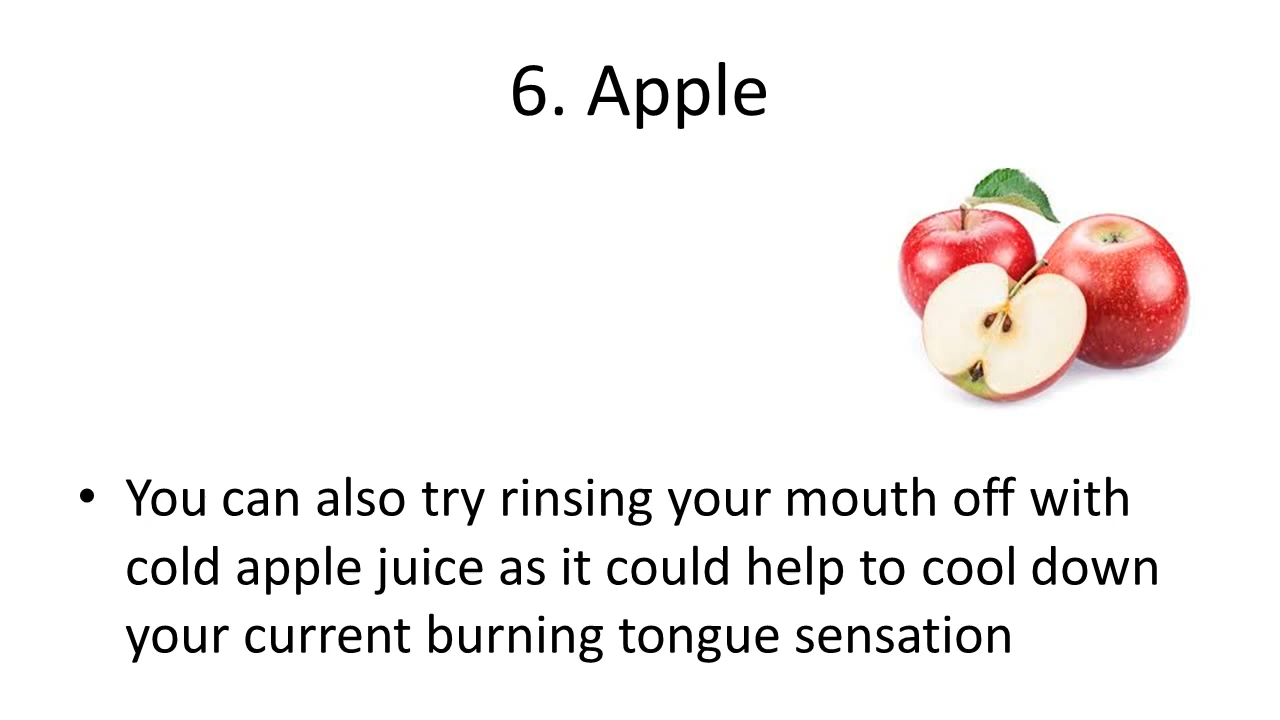 6. Apple
• You can also try rinsing your mouth off with
cold apple juice as it could help to cool down
your current burning tongue sensation